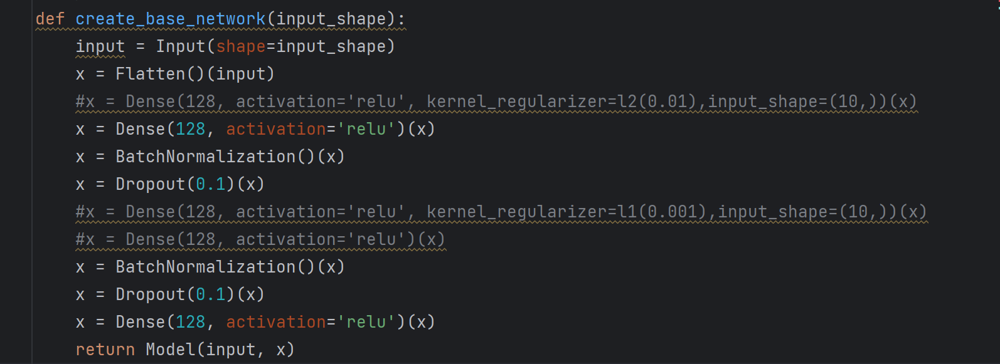 def create_base_network(input_shape):
    input = Input(shape=input_shape)
    x = Flatten()(input)
    #x = Dense(128, activation='relu', kernel_regularizer=l2(0.01),input_shape=(10,))(x)
    x = Dense(128, activation='relu')(x)
    x = BatchNormalization()(x)
    x = Dropout(0.1)(x)
    #x = Dense(128, activation='relu', kernel_regularizer=l1(0.001),input_shape=(10,))(x)
    #x = Dense(128, activation='relu')(x)
    x = BatchNormalization()(x)
    x = Dropout(0.1)(x)
    x = Dense(128, activation='relu')(x)
    return Model(input, x)